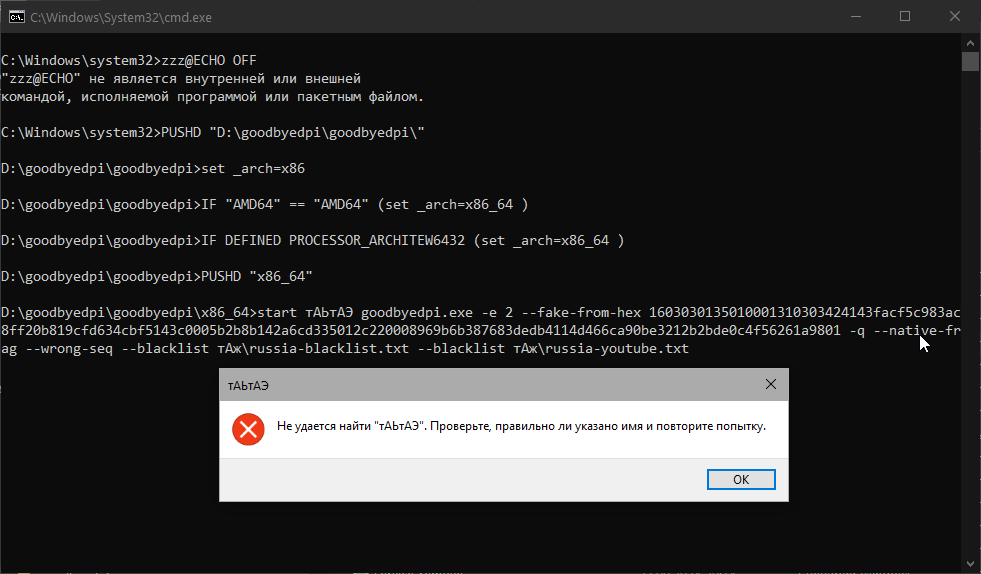 C:\Windows\System32\cmd.exe
C:\Windows\system32>zzz@ECHO OFF
"zzz@ECHO" не является внутренней или внешней
командой, исполняемой программой или пакетным файлом.
C:\Windows\system32>PUSHD "D:\goodbyedpi\goodbyedpi\"
D:\goodbyedpi\goodbyedpi>set _arch=x86
D:\goodbyedpi\goodbyedpi>IF "AMD64" == "AMD64" (set _arch=x86_64 )
D:\goodbyedpi\goodbyedpi>IF DEFINED PROCESSOR_ARCHITEW6432 (set _arch=x86_64 )
D:\goodbyedpi\goodbyedpi>PUSHD "x86_64"
D:\goodbyedpi\goodbyedpi\x86_64>start тАЬтАЭ goodbyedpi.exe -e 2 --fake-from-hex 1603030135010001310303424143facf5c983ac
8ff20b819cfd634cbf5143c0005b2b8b142a6cd335012c220008969b6b387683dedb4114d466ca90be3212b2bde0c4f56261a9801 -q --native-fr
ag --wrong-seq --blacklist тАж\russia-blacklist.txt --blacklist тАж\russia-youtube.txt
тАЬтАЭ
Не удается найти "тАЬтАЭ". Проверьте, правильно ли указано имя и повторите попытку.
OK